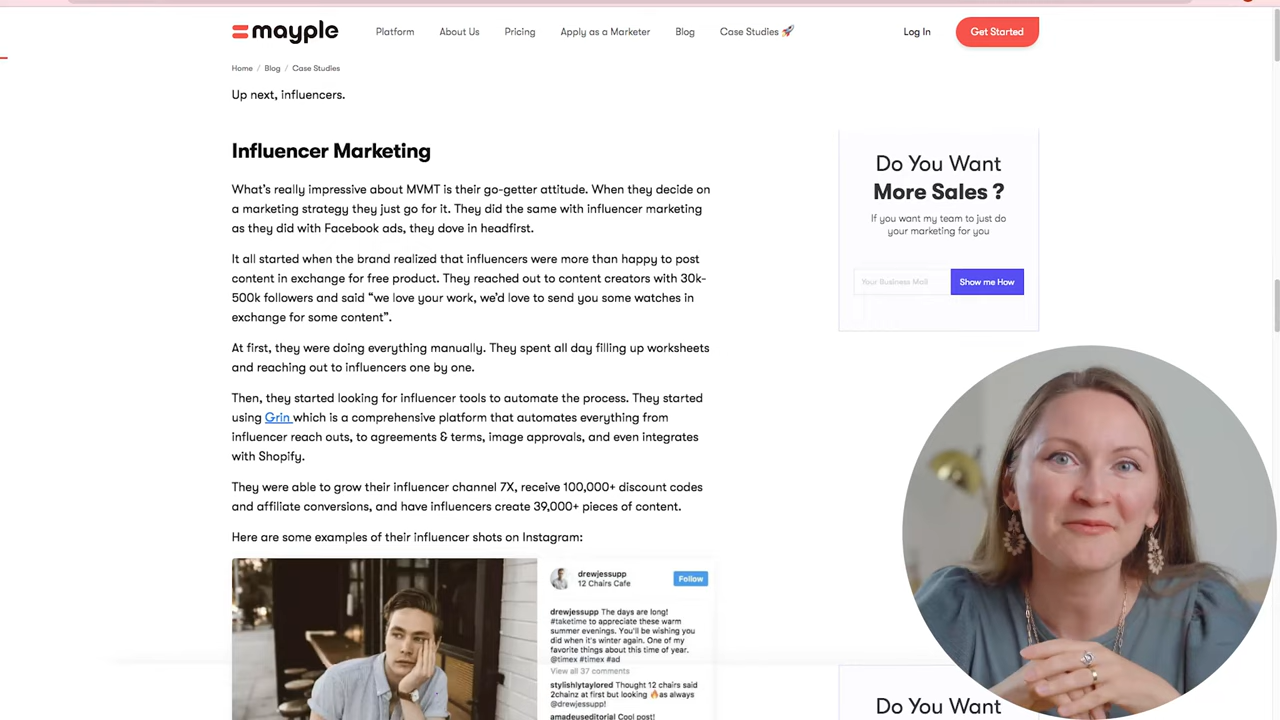 mayple
Platform
About Us
Pricing
Apply as a Marketer
Blog
Case Studies 🚀
Log In
Get Started
Home / Blog / Case Studies
Up next, influencers.
Influencer Marketing
What's really impressive about MVMT is their go-getter attitude. When they decide on
a marketing strategy they just go for it. They did the same with influencer marketing
as they did with Facebook ads, they dove in headfirst.
It all started when the brand realized that influencers were more than happy to post
content in exchange for free product. They reached out to content creators with 30k-
500k followers and said “we love your work, we'd love to send you some watches in
exchange for some content”.
At first, they were doing everything manually. They spent all day filling up worksheets
and reaching out to influencers one by one.
Then, they started looking for influencer tools to automate the process. They started
using Grin which is a comprehensive platform that automates everything from
influencer reach outs, to agreements & terms, image approvals, and even integrates
with Shopify.
They were able to grow their influencer channel 7X, receive 100,000+ discount codes
and affiliate conversions, and have influencers create 39,000+ pieces of content.
Here are some examples of their influencer shots on Instagram:
drewjessupp
12 Chairs Cafe
Follow
drewjessupp The days are long!
#taketime to appreciate these warm
summer evenings. You'll be wishing you
did when it's winter again. One of my
favorite things about this time of year.
@timex #timex #ad
View all 37 comments
stylishlytaylored Thought 12 chairs said
2chainz at first but looking 🔥as always
@drewjessupp!
amadeuseditorial Cool post!
Do You Want
More Sales ?
If you want my team to just do
your marketing for you
Your Business Mail
Show me How
Do You Want